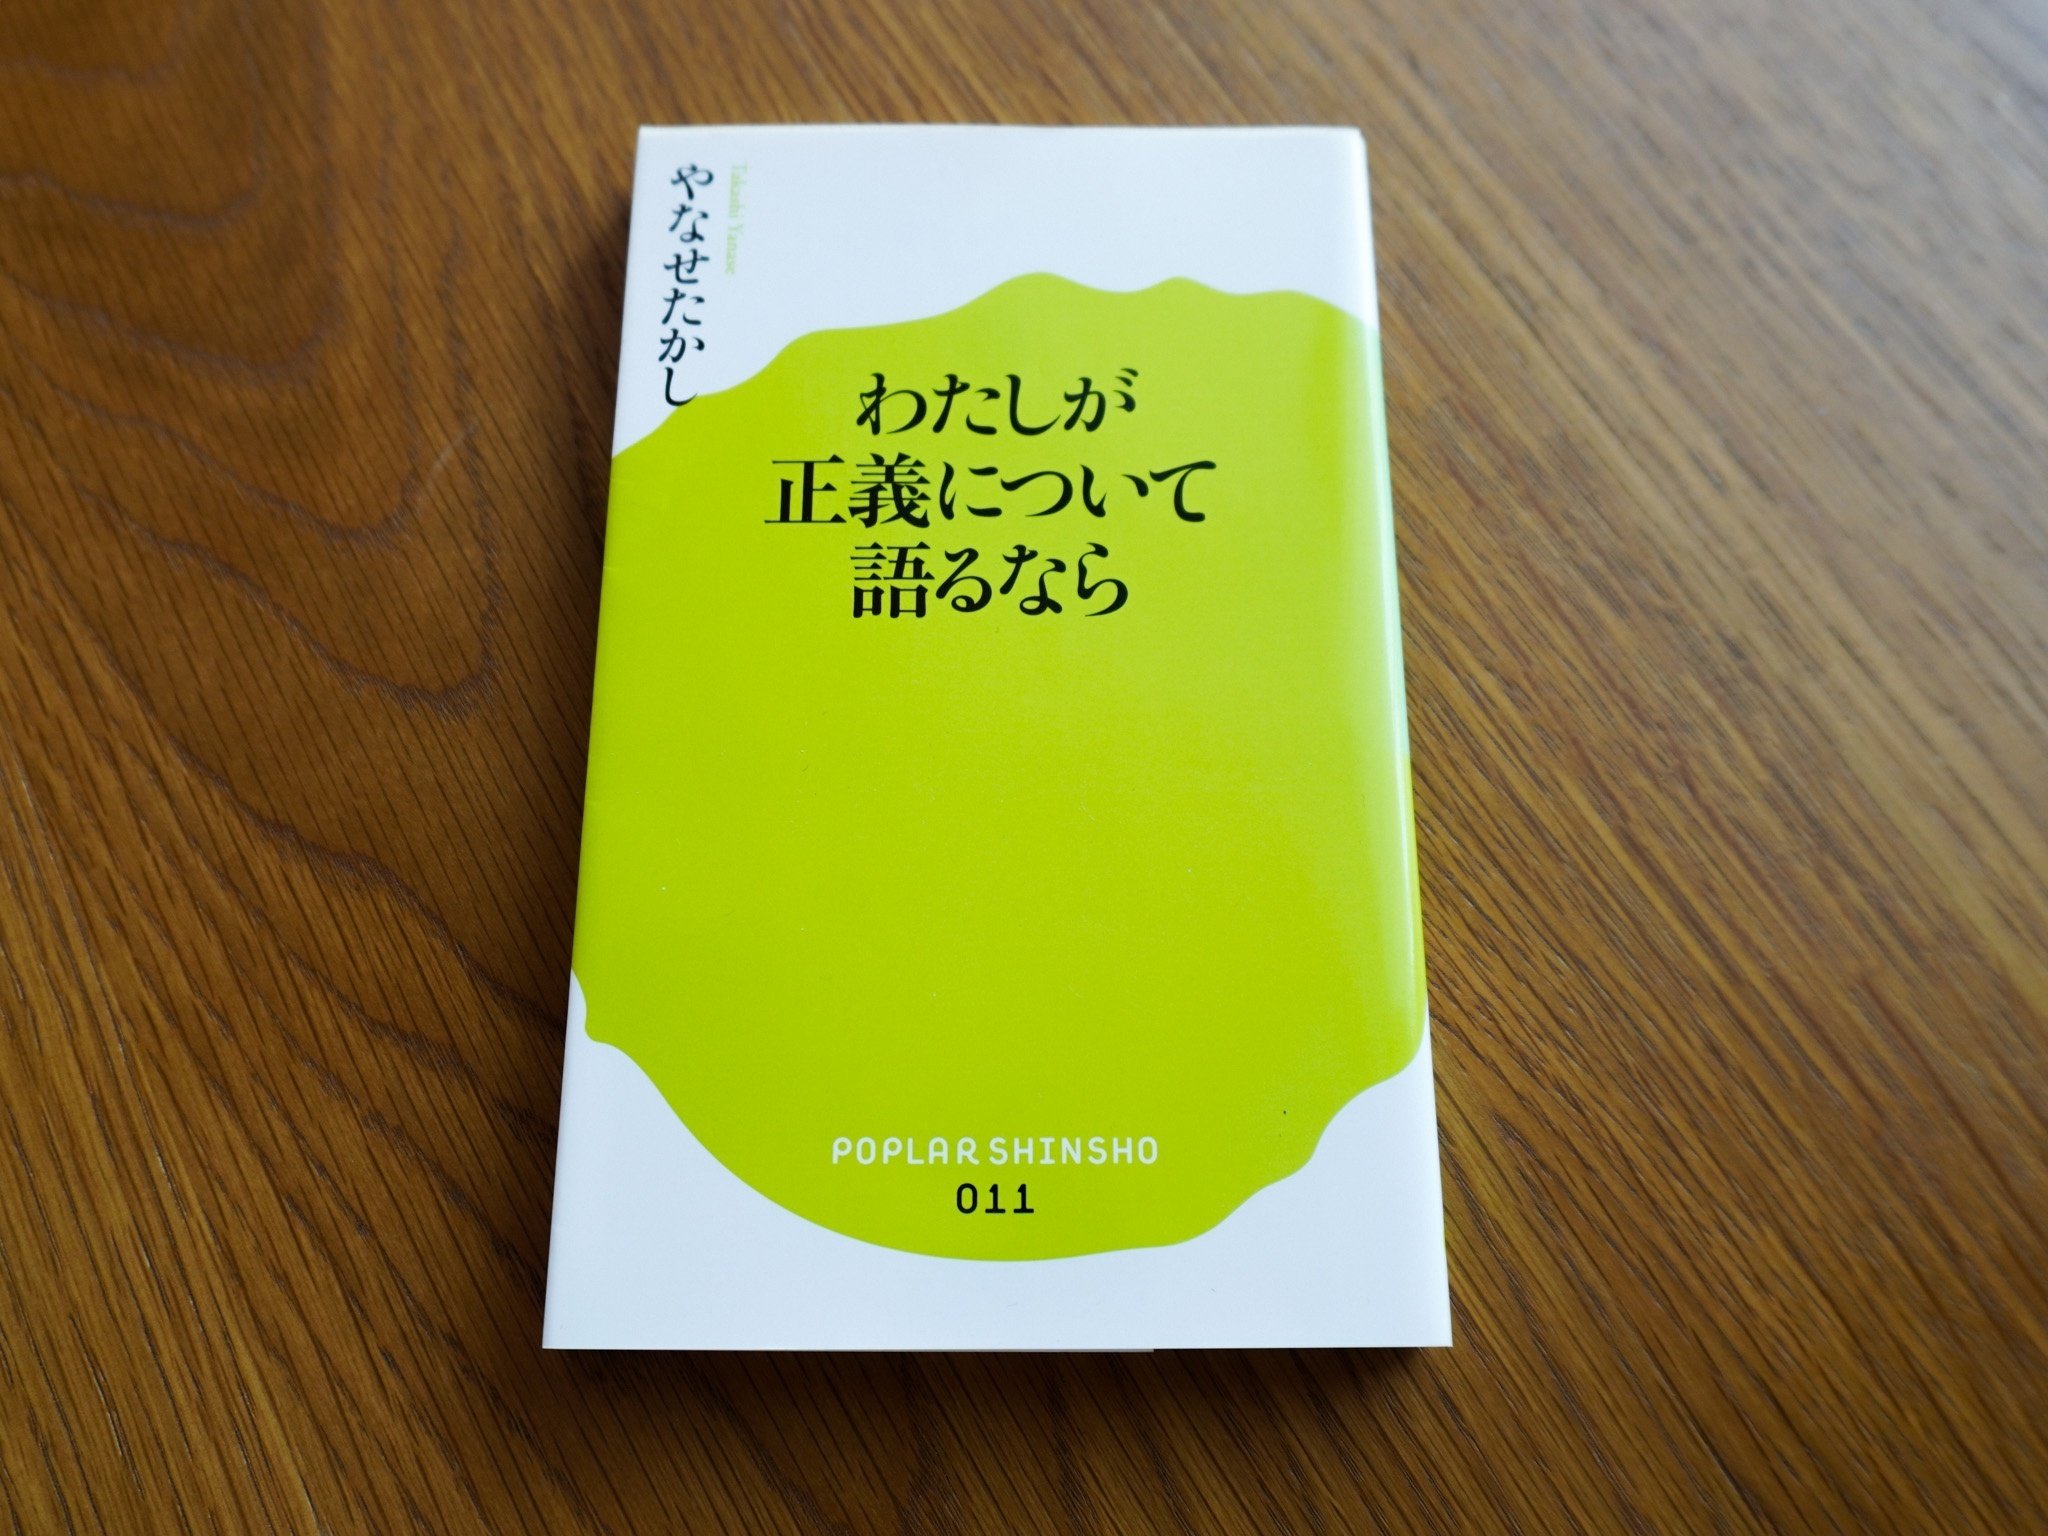 やなせたかし
Takashi Yanase
わたしが
正義について
語るなら
POPLAR SHINSHO
011